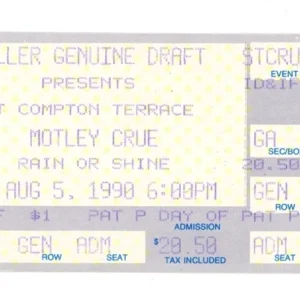 LLER GENUINE DRAFT STCRU
EVENT
PRESENTS ID&IF
T COMPTON TERRACE
MOTLEY CRUE GA
SEC/BO
RAIN OR SHINE 20.50
AUG 5, 1990 6:00PM GEN
ROW
F $1 PAT P DAY OF PAT P
ADMISSION
GEN ROW ADM SEAT $20.50 ADM
TAX INCLUDED SEAT